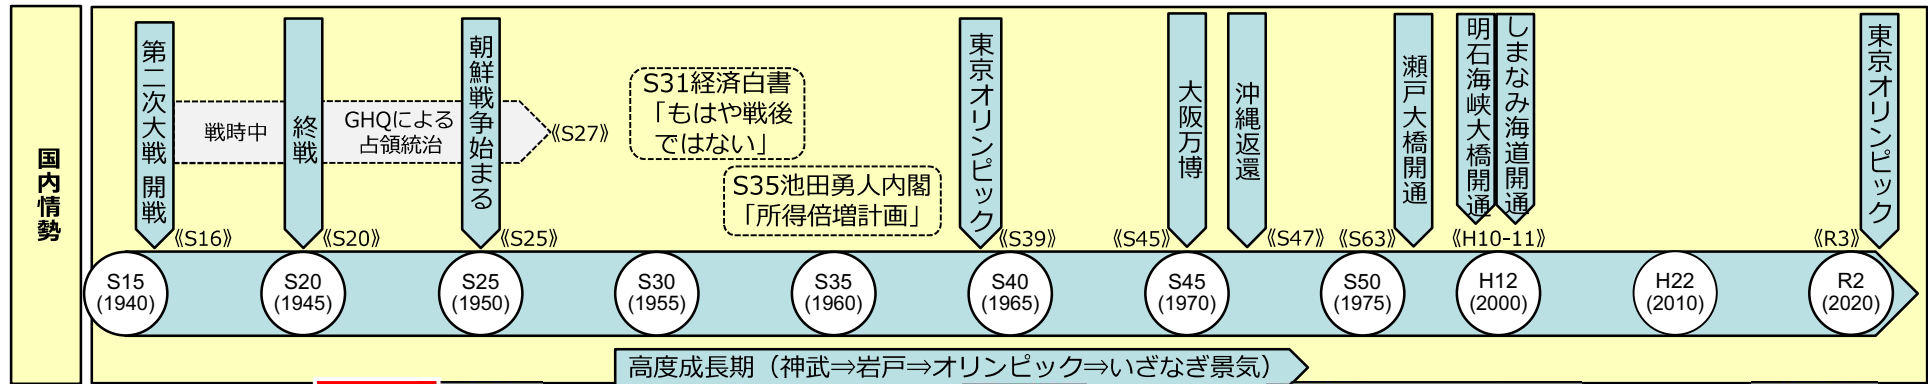 国内情勢
第二次大戦 開戦
《S16》
戦時中
終戦
《S20》
GHQによる
占領統治
朝鮮戦争始まる
《S25》
《S27》
S31経済白書
「もはや戦後
ではない」
S35池田勇人内閣
「所得倍増計画」
東京オリンピック
《S39》
大阪万博
《S45》
沖縄返還
《S47》
瀬戸大橋開通
《S63》
明石海峡大橋開通
しまなみ海道開通
《H10-11》
東京オリンピック
《R3》
S15
(1940)
S20
(1945)
S25
(1950)
S30
(1955)
S35
(1960)
S40
(1965)
S45
(1970)
S50
(1975)
H12
(2000)
H22
(2010)
R2
(2020)
高度成長期（神武⇒岩戸⇒オリンピック⇒いざなぎ景気）